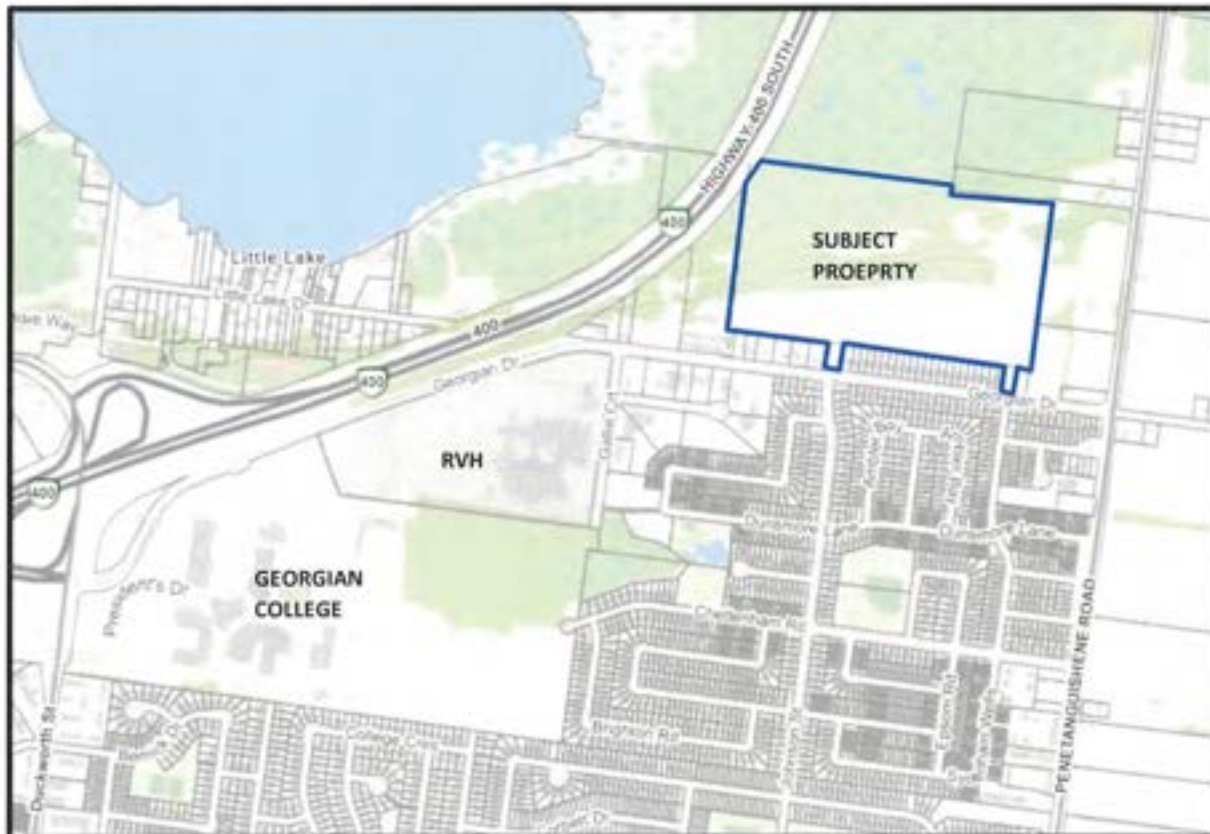 HIGHWAY 400 SOUTH
400
SUBJECT
PROEPRTY
Little Lake
Little Lake Dr
400
400
Georgian Dr
Georgian Dr
RVH
Gallie Ct
400
GEORGIAN
COLLEGE
President's Dr
Dunsmore Lane
Dunsmore Lane
Cheltenham Rd
PENETANGUISHENE ROAD
Brighton Rd
College Cres
Duckworth St